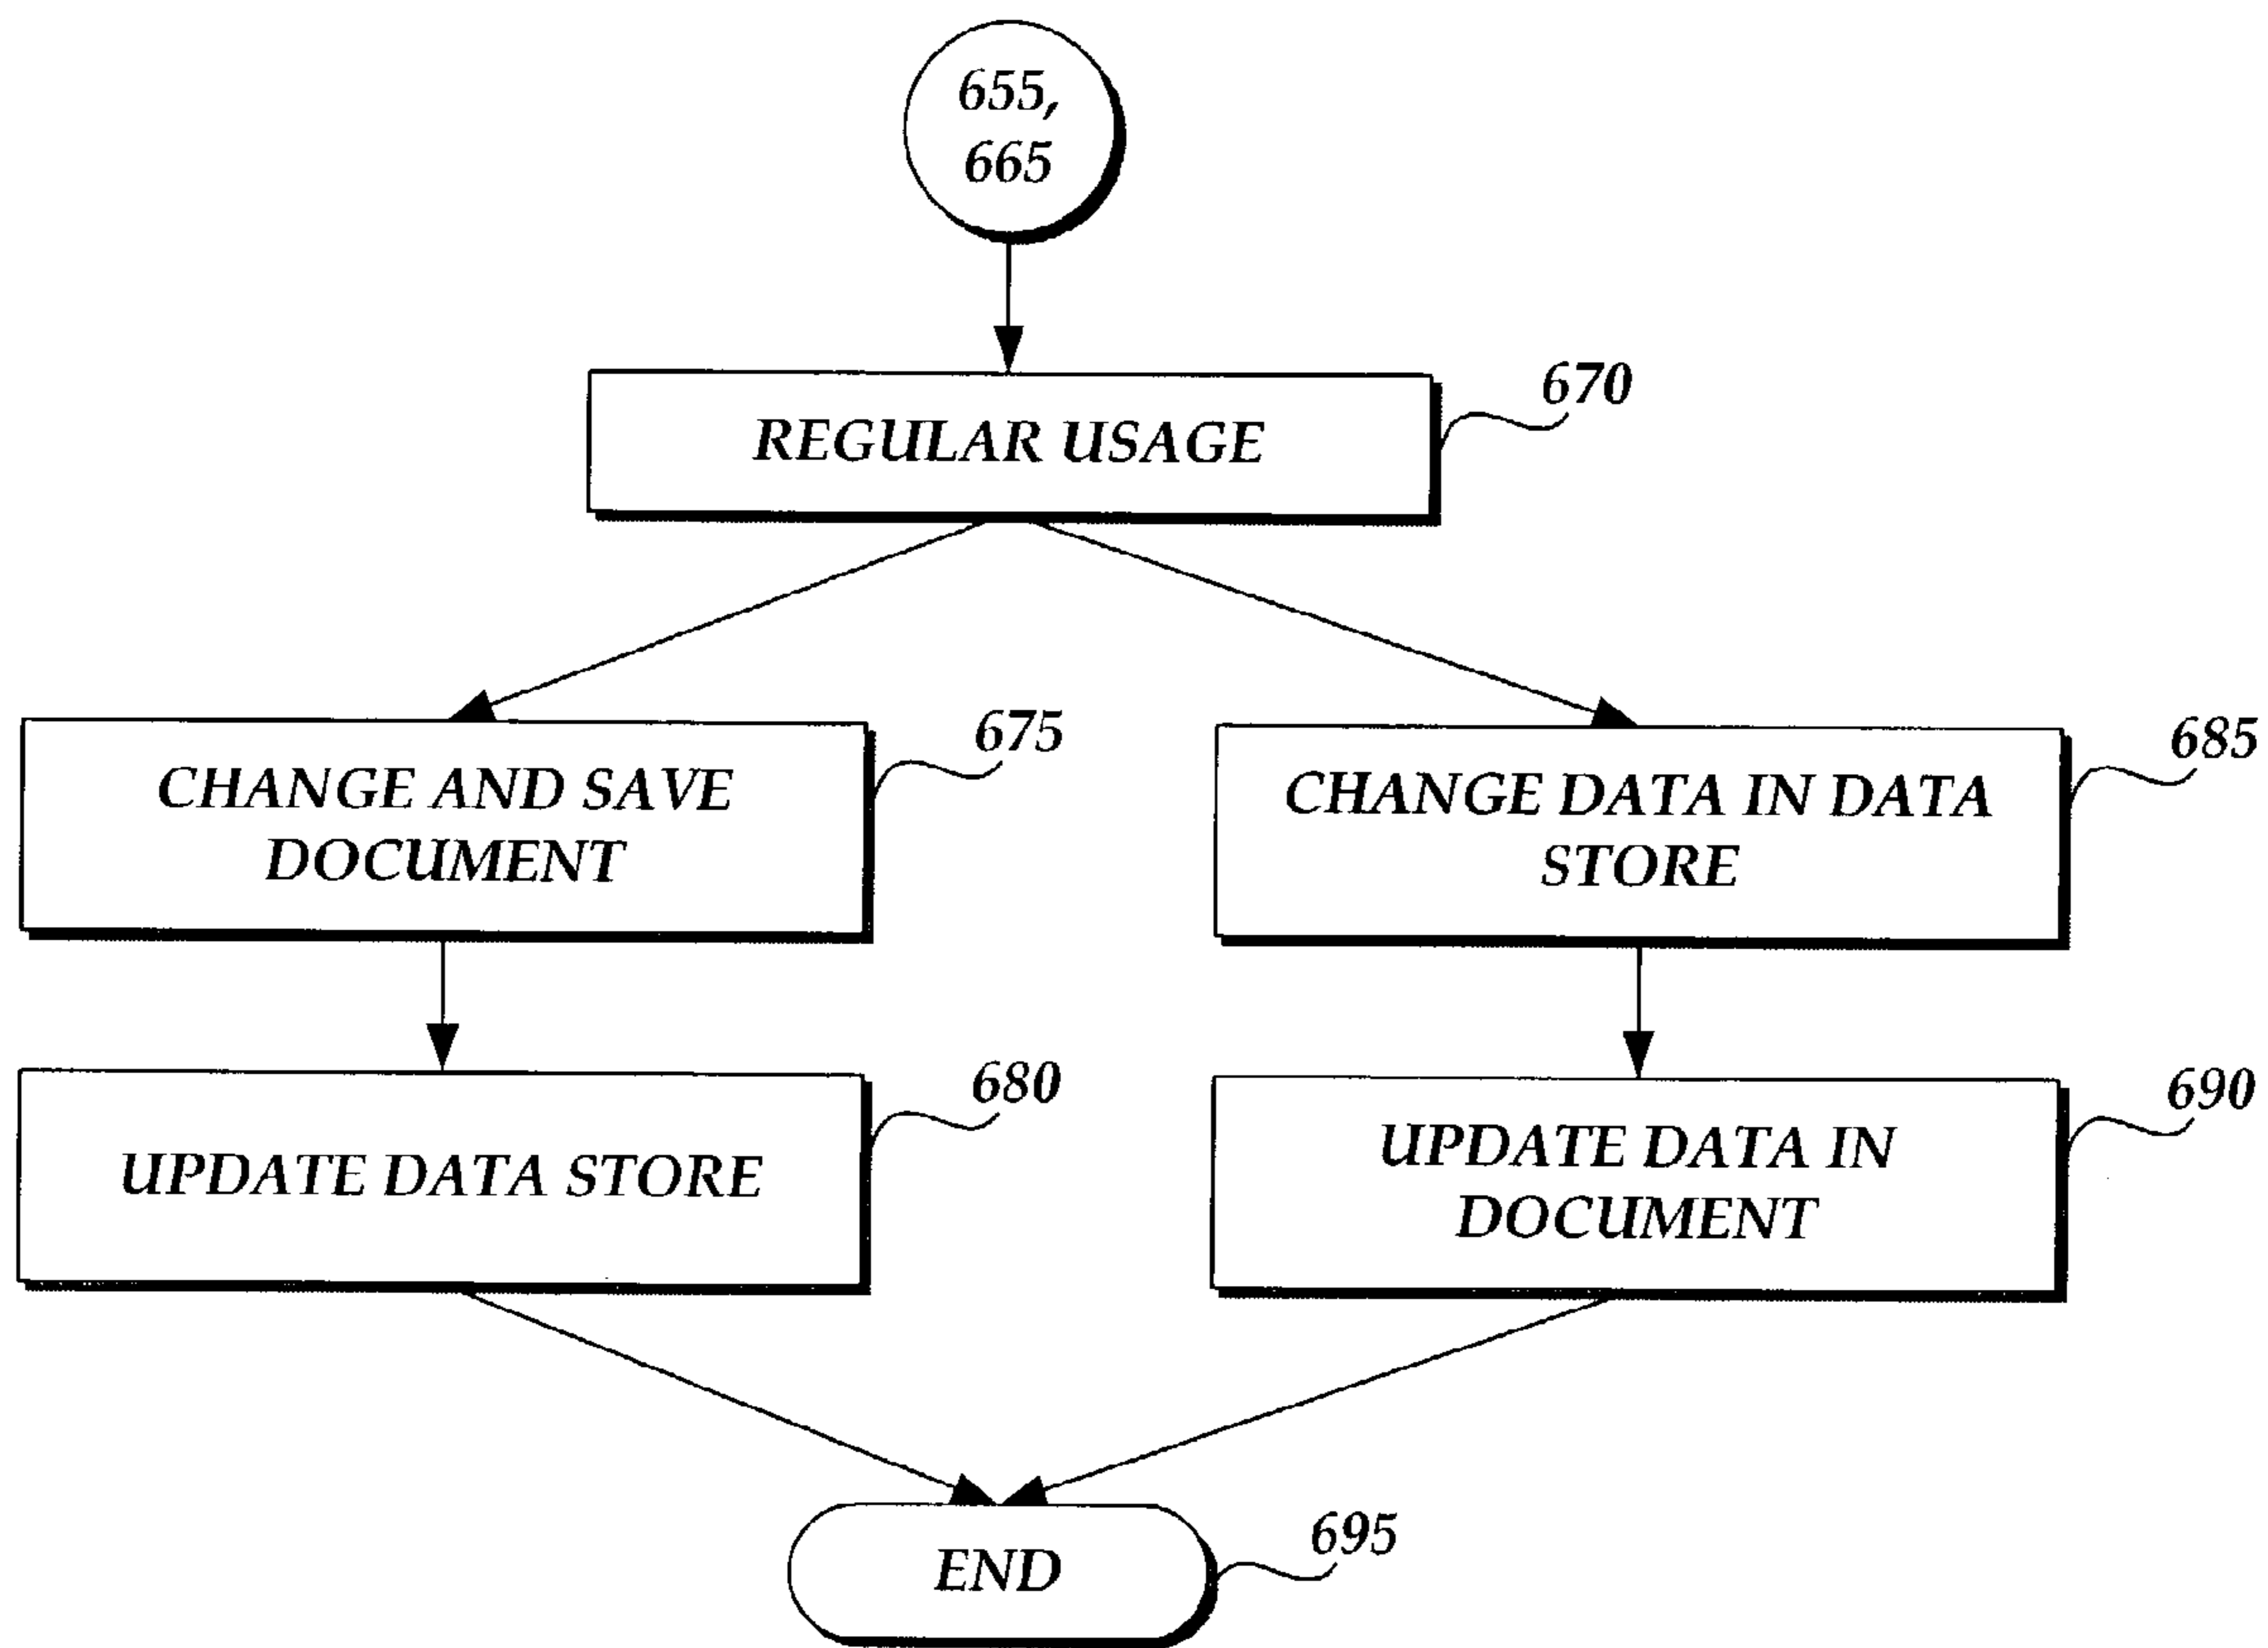 655,
665
REGULAR USAGE
670
CHANGE AND SAVE
DOCUMENT
675
CHANGE DATA IN DATA
STORE
685
UPDATE DATA STORE
680
UPDATE DATA IN
DOCUMENT
690
END
695